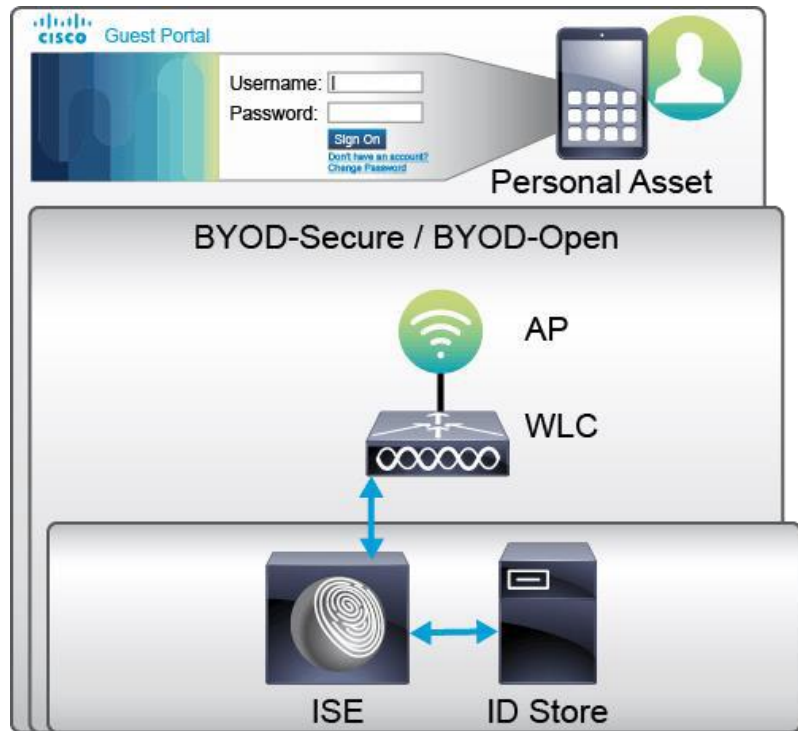 CISCO Guest Portal
Username:
Password:
Sign On
Don't have an account?
Change Password
Personal Asset
BYOD-Secure / BYOD-Open
AP
WLC
ISE
ID Store